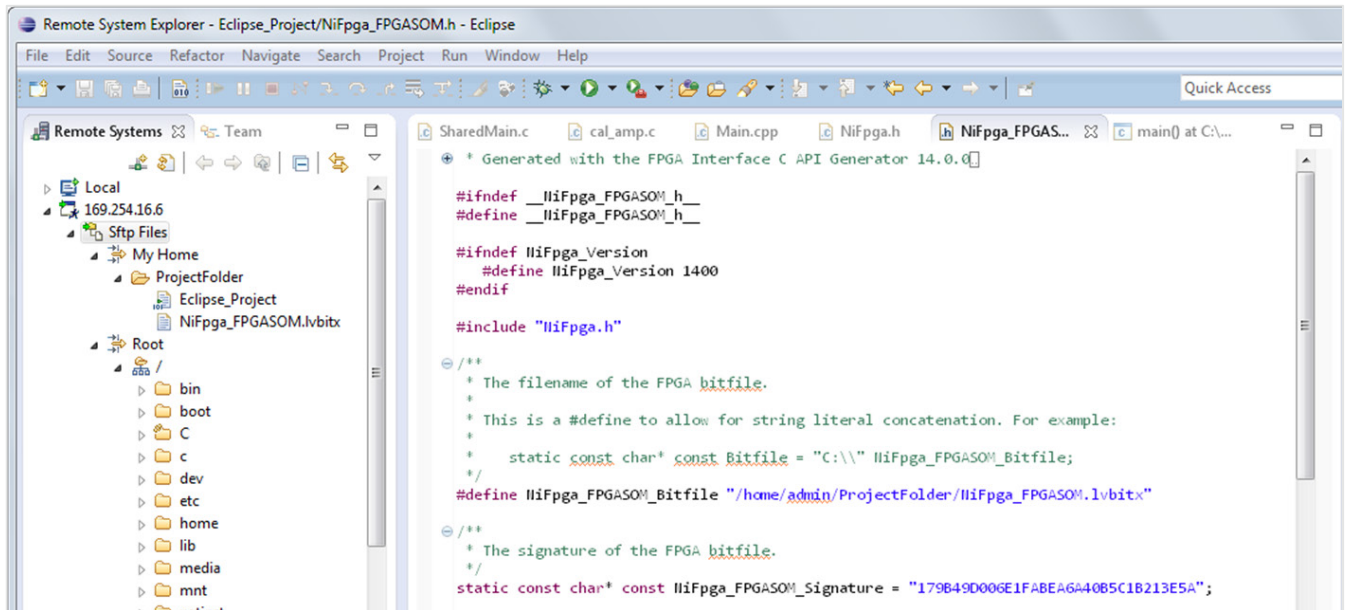 Remote System Explorer - Eclipse_Project/NiFpga_FPGASOM.h - Eclipse
File Edit Source Refactor Navigate Search Project Run Window Help
Quick Access
Remote Systems Team
SharedMain.c cal_amp.c Main.cpp NiFpga.h NiFpga_FPGAS... main() at C:\...
Local
169.254.16.6
Sftp Files
My Home
ProjectFolder
Eclipse_Project
NiFpga_FPGASOM.lvbitx
Root
/
bin
boot
C
c
dev
etc
home
lib
media
mnt
* Generated with the FPGA Interface C API Generator 14.0.0
#ifndef __NiFpga_FPGASOM_h__
#define __NiFpga_FPGASOM_h__
#ifndef NiFpga_Version
#define NiFpga_Version 1400
#endif
#include "NiFpga.h"
/**
* The filename of the FPGA bitfile.
*
* This is a #define to allow for string literal concatenation. For example:
*
* static const char* const Bitfile = "C:\\" NiFpga_FPGASOM_Bitfile;
*/
#define NiFpga_FPGASOM_Bitfile "/home/admin/ProjectFolder/NiFpga_FPGASOM.lvbitx"
/**
* The signature of the FPGA bitfile.
*/
static const char* const NiFpga_FPGASOM_Signature = "179B49D006E1FABEA6A40B5C1B213E5A";